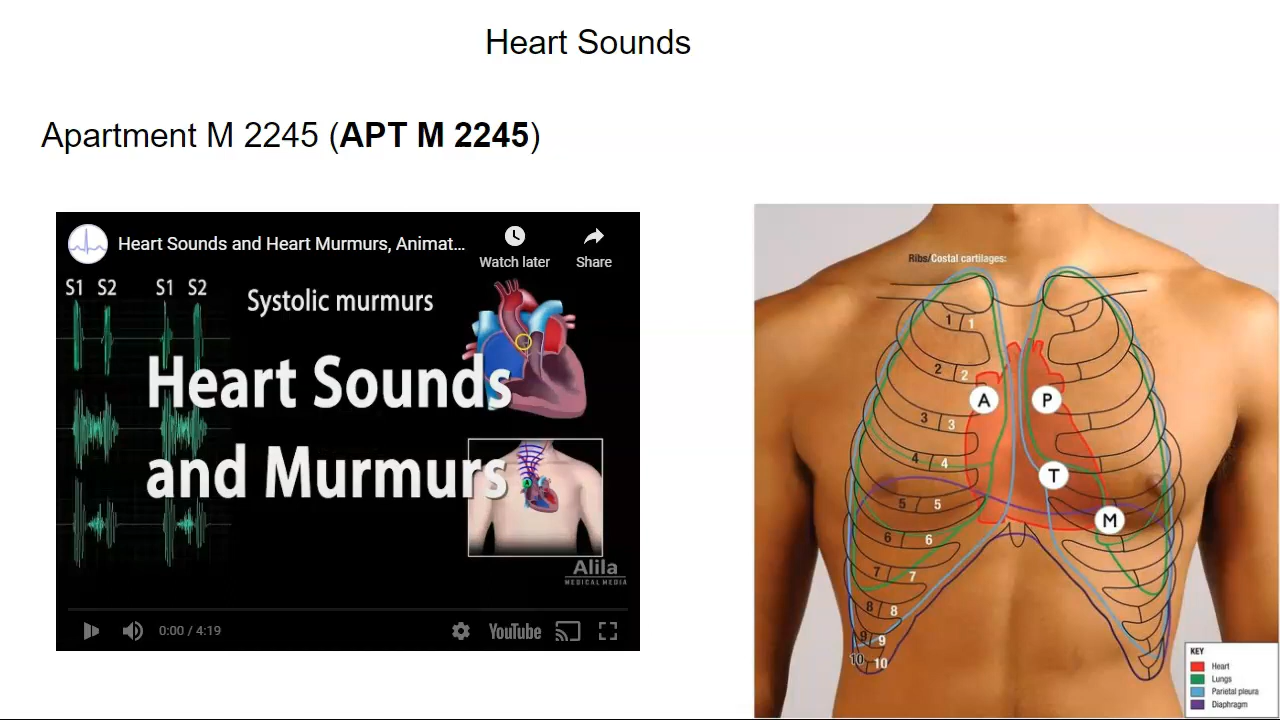 Heart Sounds
Apartment M 2245 (APT M 2245)
Heart Sounds and Heart Murmurs, Animat...
Watch later
Share
S1 S2 S1 S2
Systolic murmurs
Heart Sounds
and Murmurs
A
Alila
MEDICAL MEDIA
0:00 / 4:19
YouTube
Ribs/Costal cartilages:
1 1
2 2
A P
3 3
4 4
T
5 5
M
6 6
7 7
8 8
9 9
10 10
KEY
Heart
Lungs
Parietal pleura
Diaphragm